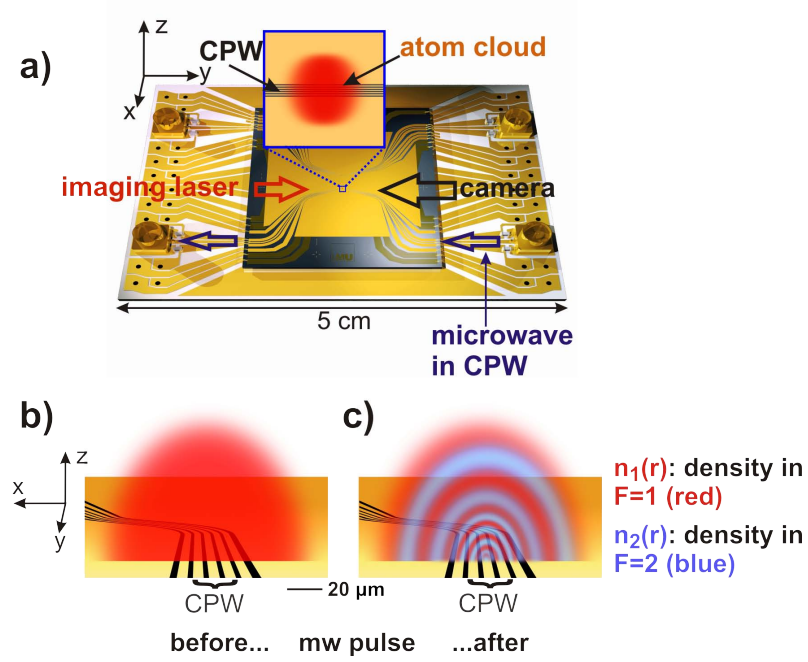 a)
z
y
x
CPW
atom cloud
imaging laser
camera
5 cm
microwave
in CPW
b)
c)
z
x
y
n₁(r): density in
F=1 (red)
n₂(r): density in
F=2 (blue)
20 µm
CPW
CPW
before... mw pulse ...after